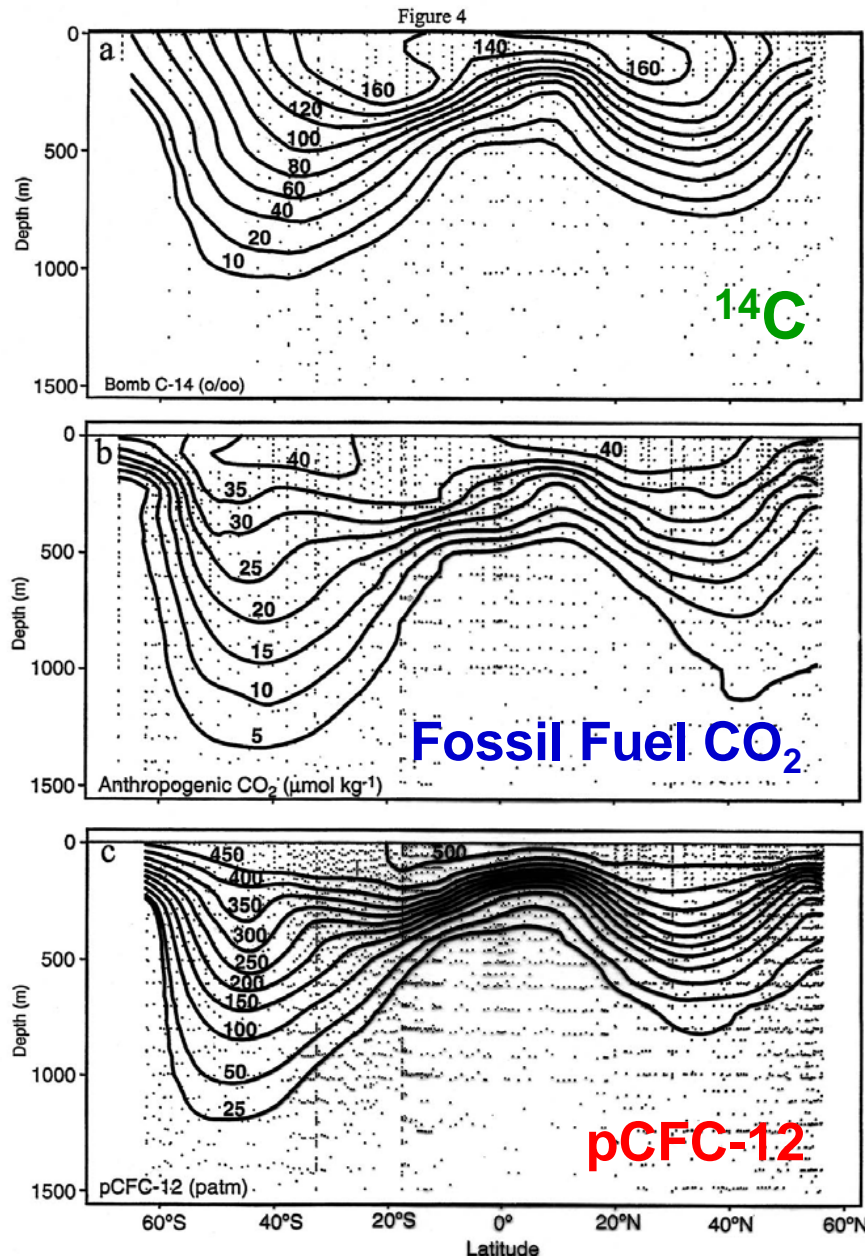 Figure 4
a
0
500
1000
1500
Depth (m)
160
140
160
120
100
80
60
40
20
10
¹⁴C
Bomb C-14 (o/oo)
b
0
500
1000
1500
Depth (m)
40
40
35
30
25
20
15
10
5
Fossil Fuel CO₂
Anthropogenic CO₂ (μmol kg⁻¹)
c
0
500
1000
1500
Depth (m)
450
500
400
350
300
250
200
150
100
50
25
pCFC-12
pCFC-12 (patm)
60°S 40°S 20°S 0° 20°N 40°N 60°N
Latitude